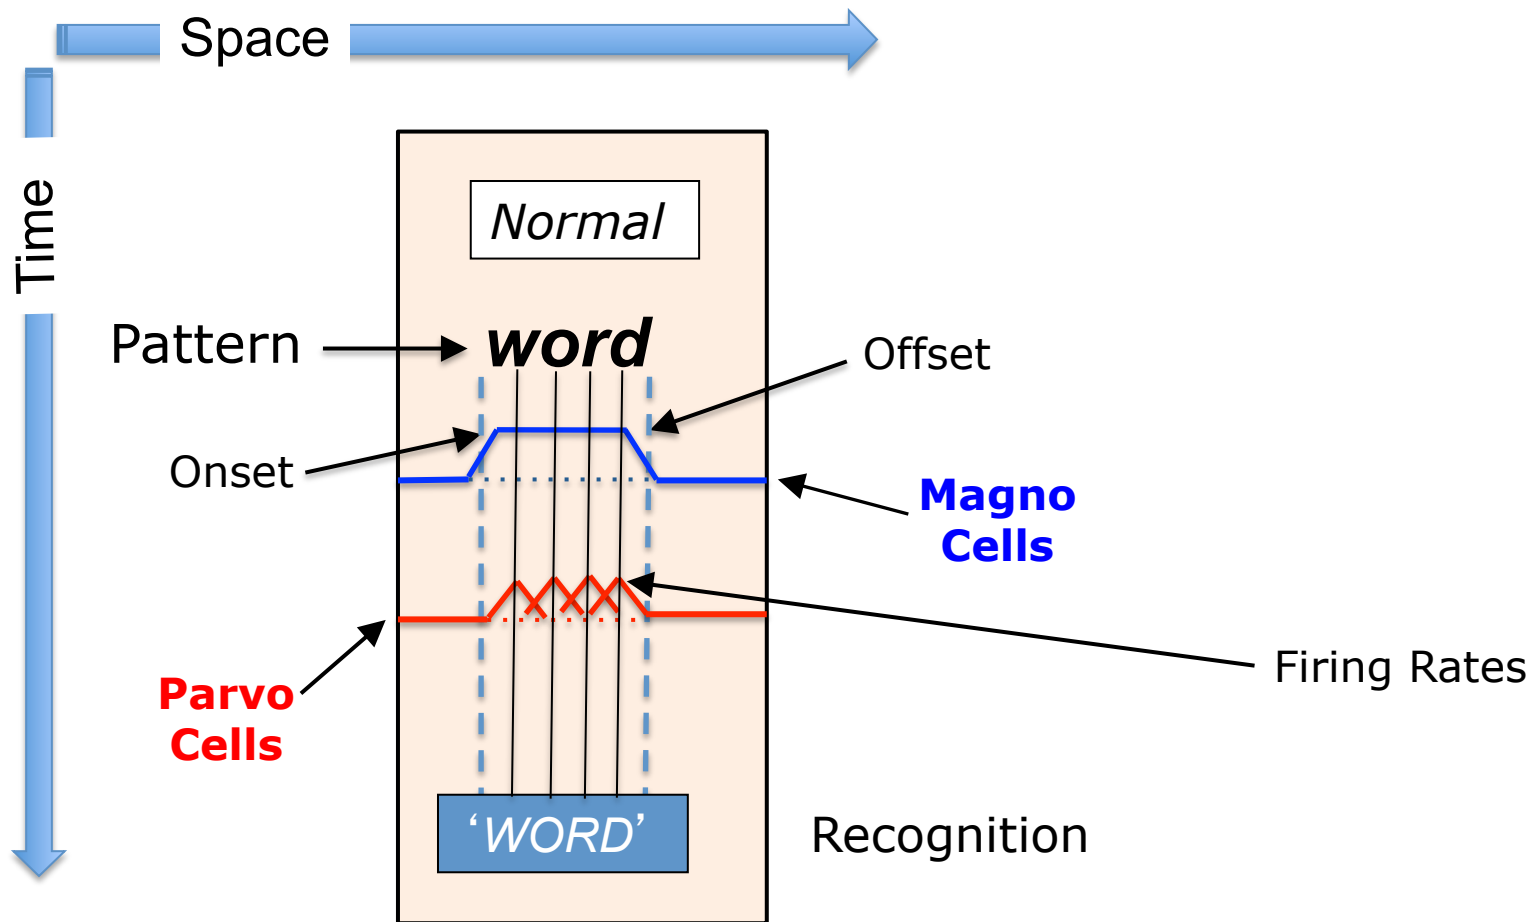 Space
Time
Normal
Pattern
word
Offset
Onset
Magno
Cells
Firing Rates
Parvo
Cells
‘WORD’
Recognition